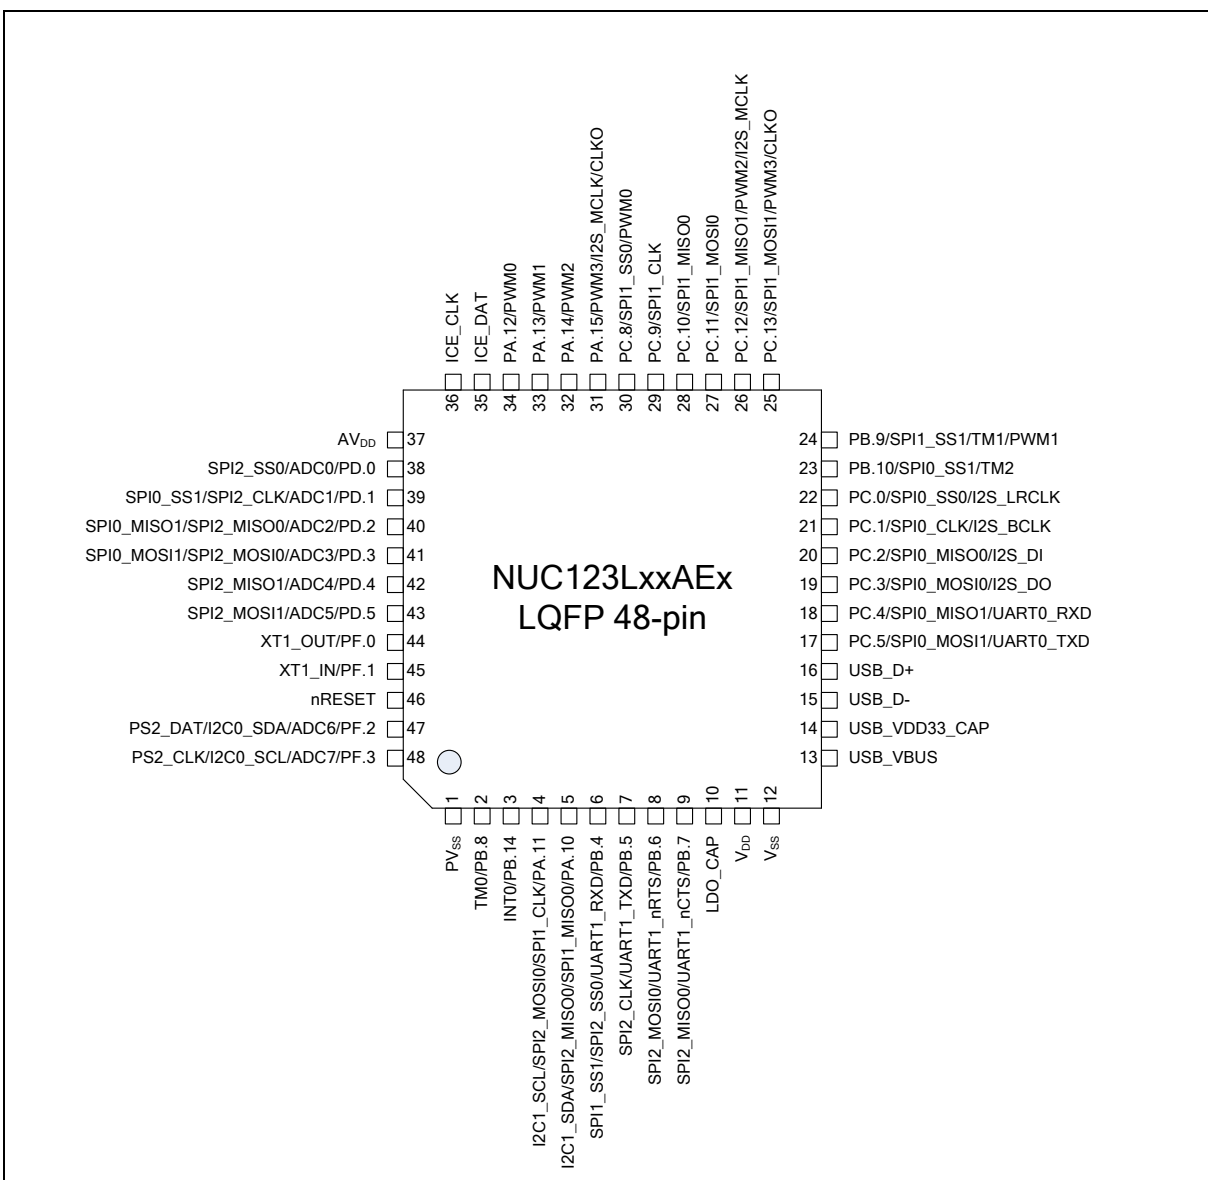 ICE_CLK
ICE_DAT
PA.12/PWM0
PA.13/PWM1
PA.14/PWM2
PA.15/PWM3/I2S_MCLK/CLKO
PC.8/SPI1_SS0/PWM0
PC.9/SPI1_CLK
PC.10/SPI1_MISO0
PC.11/SPI1_MOSI0
PC.12/SPI1_MISO1/PWM2/I2S_MCLK
PC.13/SPI1_MOSI1/PWM3/CLKO
36
35
34
33
32
31
30
29
28
27
26
25
AVDD 37
SPI2_SS0/ADC0/PD.0 38
SPI0_SS1/SPI2_CLK/ADC1/PD.1 39
SPI0_MISO1/SPI2_MISO0/ADC2/PD.2 40
SPI0_MOSI1/SPI2_MOSI0/ADC3/PD.3 41
SPI2_MISO1/ADC4/PD.4 42
SPI2_MOSI1/ADC5/PD.5 43
XT1_OUT/PF.0 44
XT1_IN/PF.1 45
nRESET 46
PS2_DAT/I2C0_SDA/ADC6/PF.2 47
PS2_CLK/I2C0_SCL/ADC7/PF.3 48
NUC123LxxAEx
LQFP 48-pin
24 PB.9/SPI1_SS1/TM1/PWM1
23 PB.10/SPI0_SS1/TM2
22 PC.0/SPI0_SS0/I2S_LRCLK
21 PC.1/SPI0_CLK/I2S_BCLK
20 PC.2/SPI0_MISO0/I2S_DI
19 PC.3/SPI0_MOSI0/I2S_DO
18 PC.4/SPI0_MISO1/UART0_RXD
17 PC.5/SPI0_MOSI1/UART0_TXD
16 USB_D+
15 USB_D-
14 USB_VDD33_CAP
13 USB_VBUS
1
2
3
4
5
6
7
8
9
10
11
12
PVSS
TM0/PB.8
INT0/PB.14
I2C1_SCL/SPI2_MOSI0/SPI1_CLK/PA.11
I2C1_SDA/SPI2_MISO0/SPI1_MISO0/PA.10
SPI1_SS1/SPI2_SS0/UART1_RXD/PB.4
SPI2_CLK/UART1_TXD/PB.5
SPI2_MOSI0/UART1_nRTS/PB.6
SPI2_MISO0/UART1_nCTS/PB.7
LDO_CAP
VDD
VSS